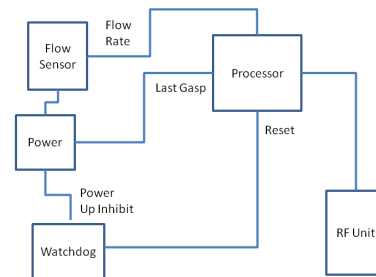 Flow
Rate
Flow
Sensor
Processor
Last Gasp
Reset
Power
Power
Up Inhibit
Watchdog
RF Unit